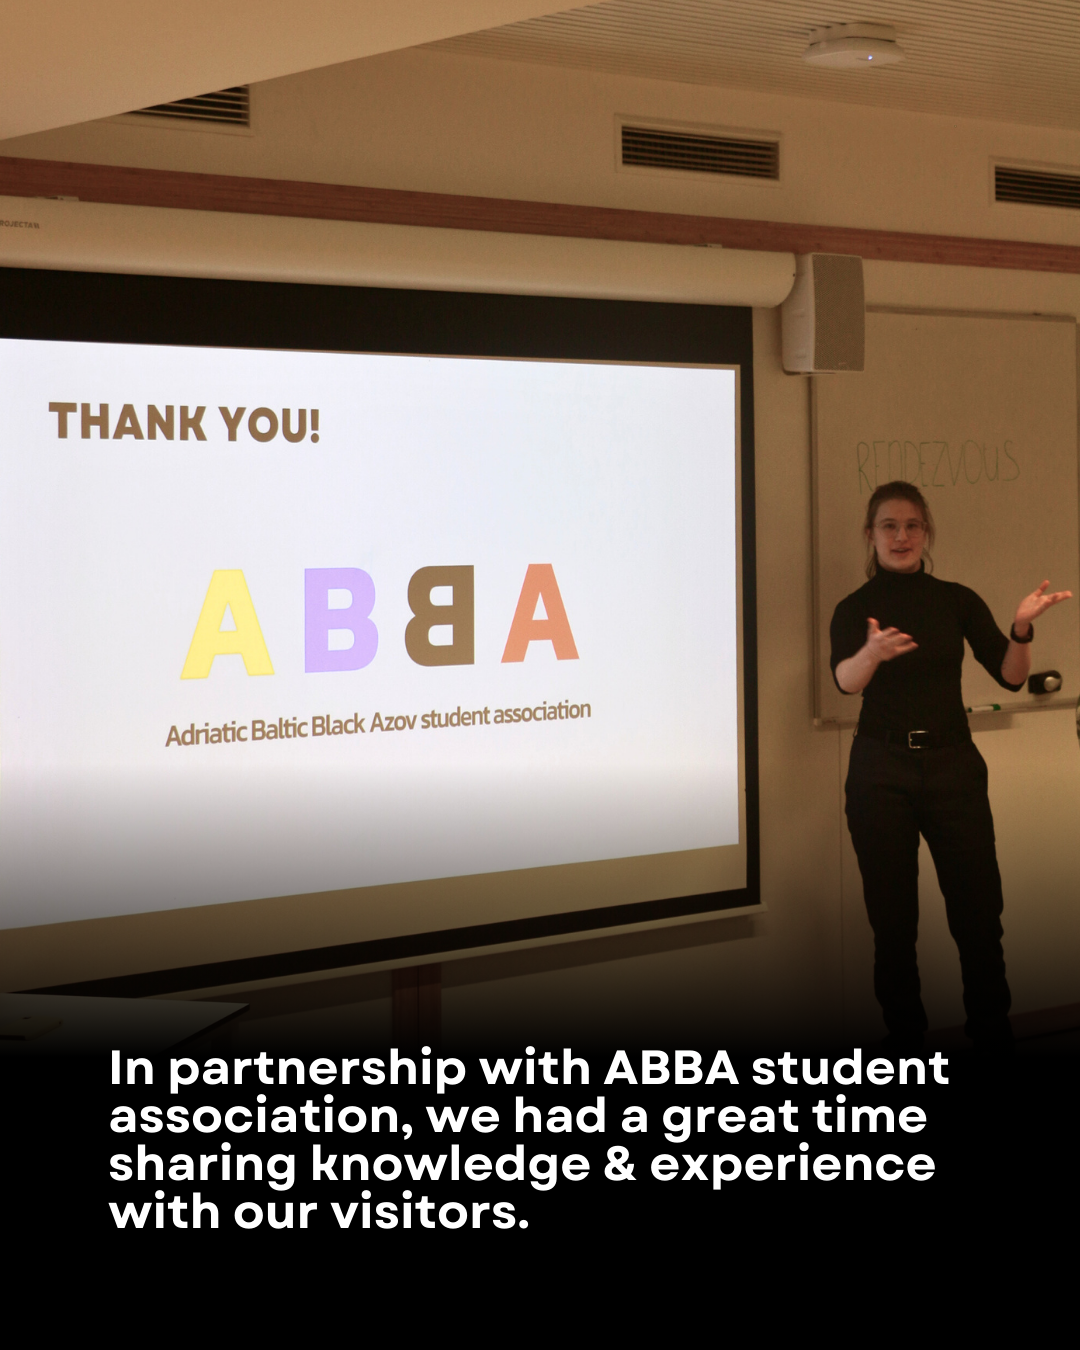 THANK YOU!
ABBA
Adriatic Baltic Black Azov student association
RENDEZVOUS
In partnership with ABBA student
association, we had a great time
sharing knowledge & experience
with our visitors.